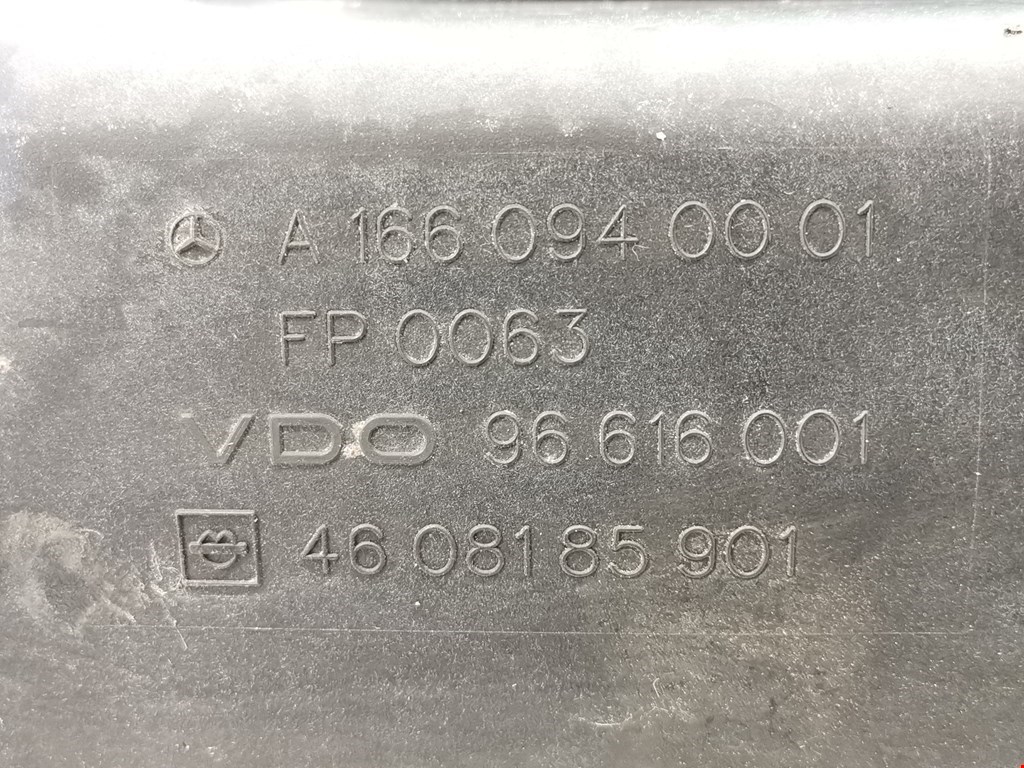 A 166 094 00 01
FP 0063
VDO 96 616 001
46 081 85 901